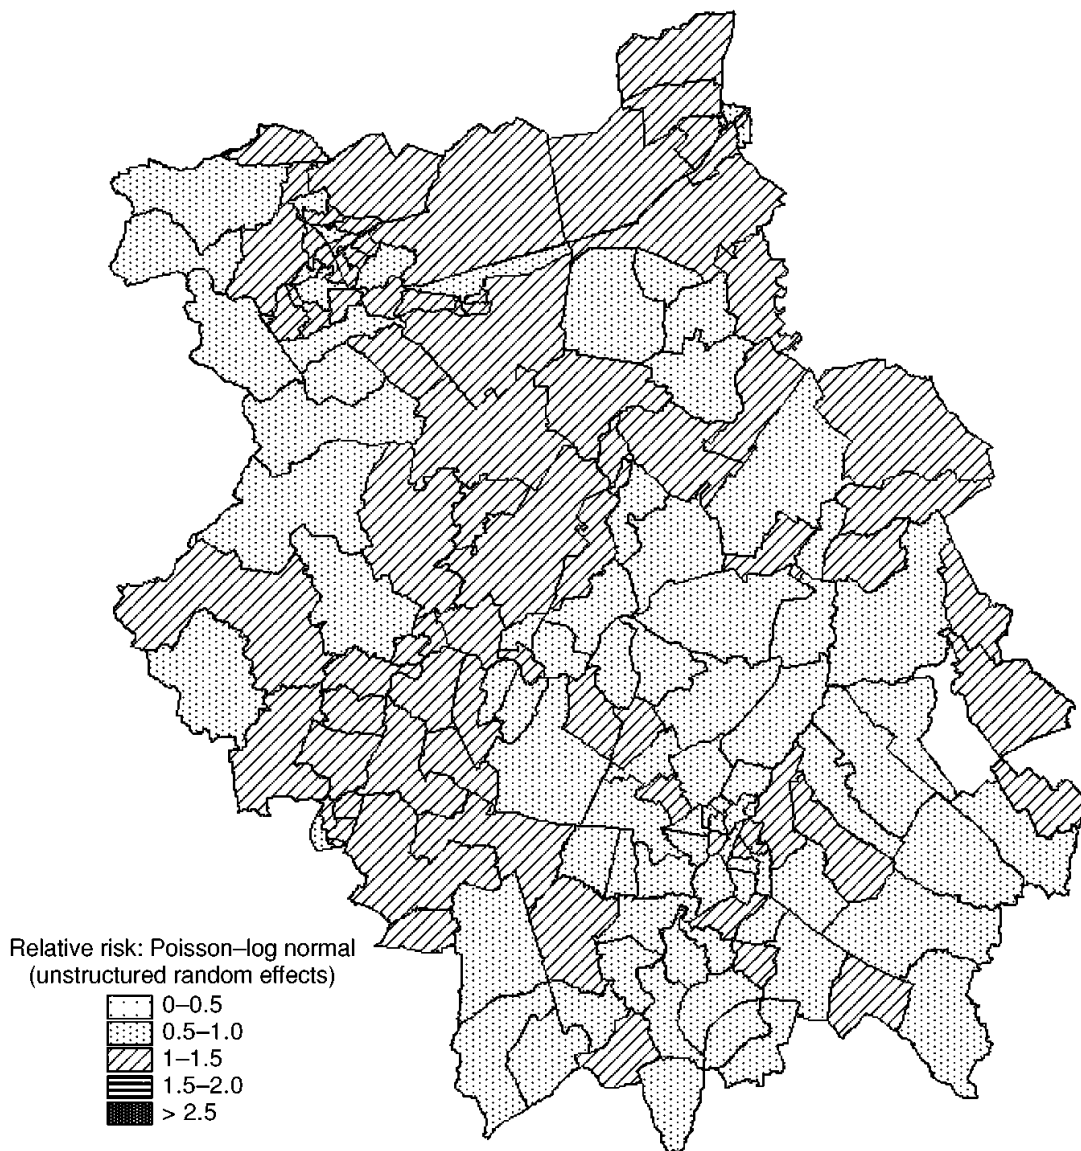 Relative risk: Poisson–log normal
(unstructured random effects)
0–0.5
0.5–1.0
1–1.5
1.5–2.0
> 2.5